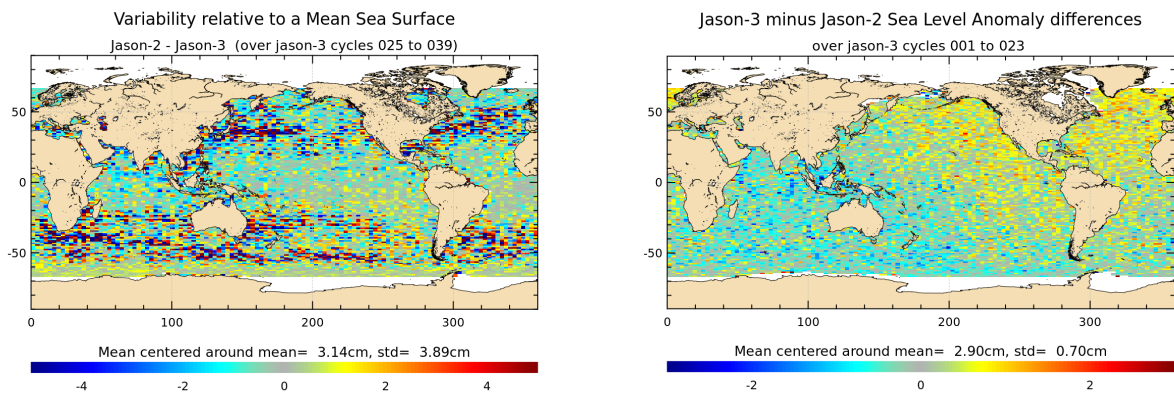 Variability relative to a Mean Sea Surface
Jason-2 - Jason-3 (over jason-3 cycles 025 to 039)
50
0
-50
0 100 200 300
Mean centered around mean= 3.14cm, std= 3.89cm
-4 -2 0 2 4
Jason-3 minus Jason-2 Sea Level Anomaly differences
over jason-3 cycles 001 to 023
50
0
-50
0 100 200 300
Mean centered around mean= 2.90cm, std= 0.70cm
-2 0 2